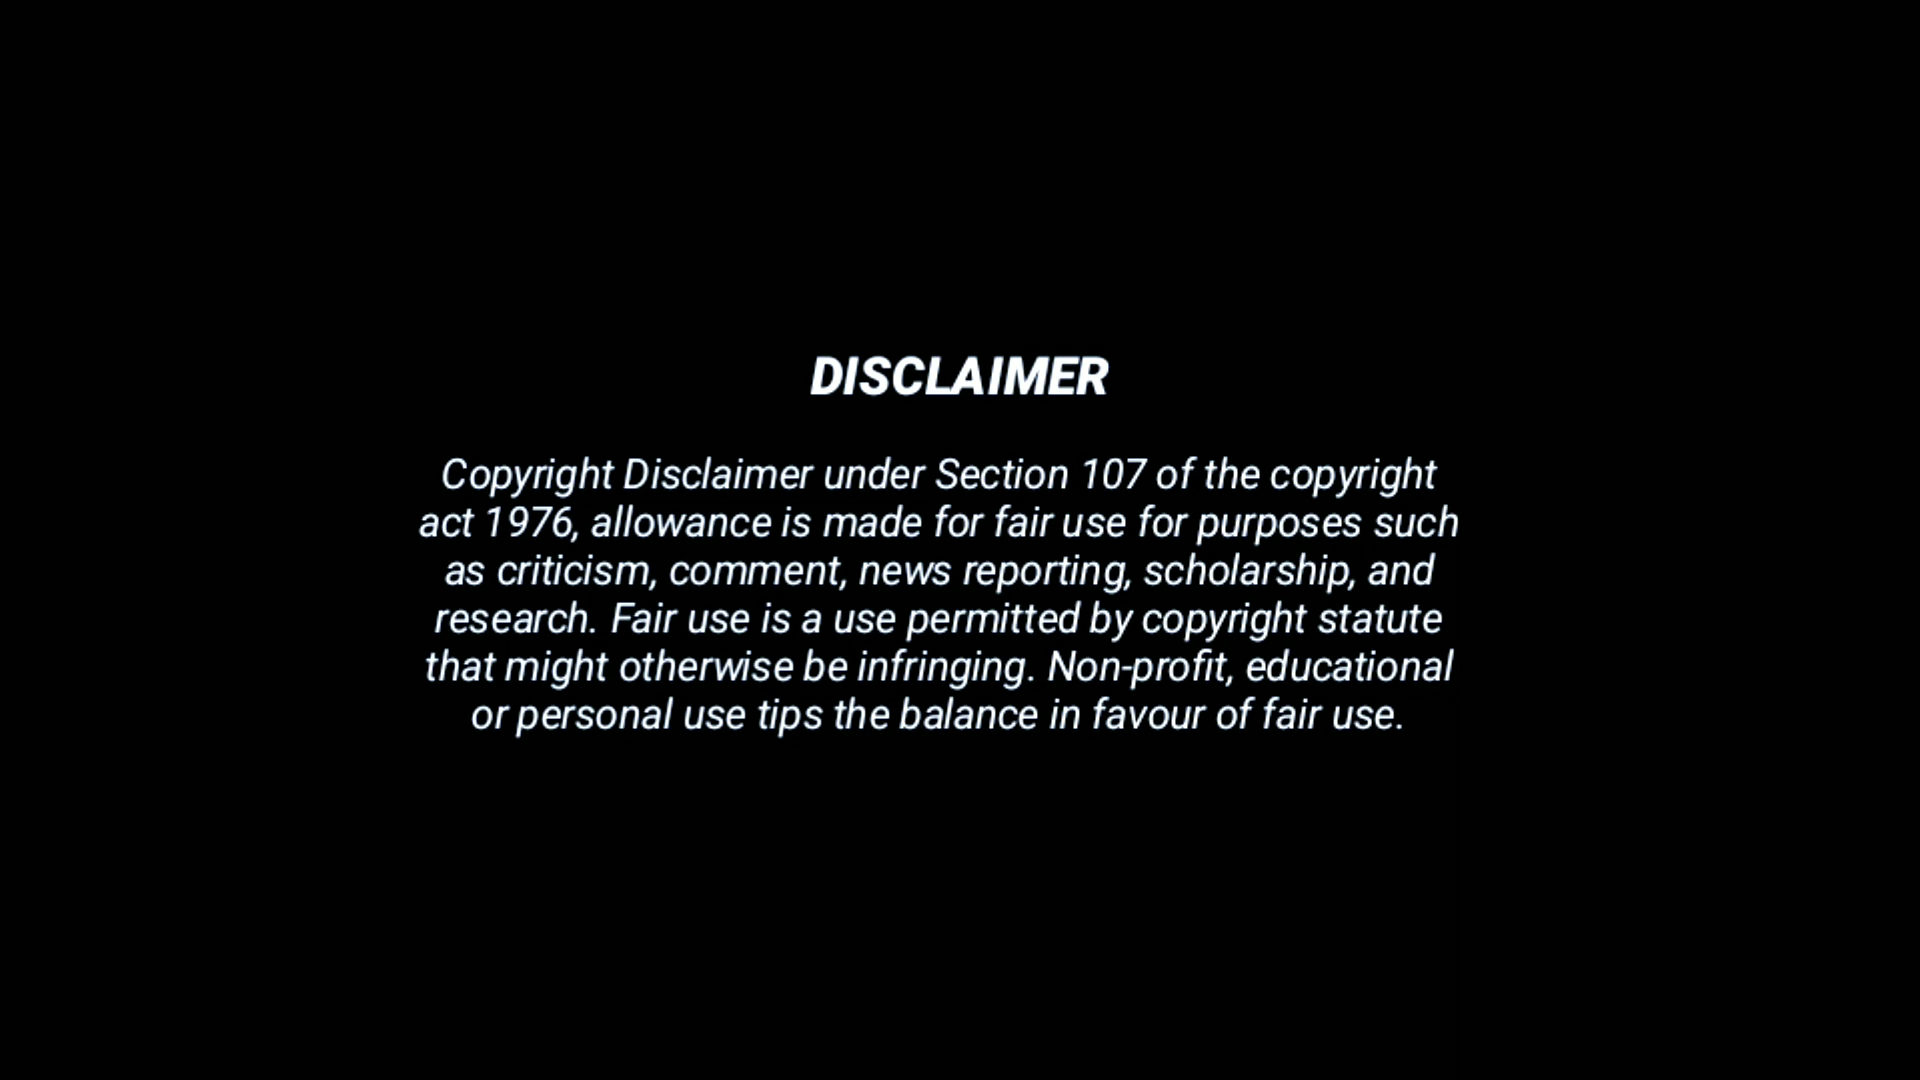 DISCLAIMER
Copyright Disclaimer under Section 107 of the copyright
act 1976, allowance is made for fair use for purposes such
as criticism, comment, news reporting, scholarship, and
research. Fair use is a use permitted by copyright statute
that might otherwise be infringing. Non-profit, educational
or personal use tips the balance in favour of fair use.